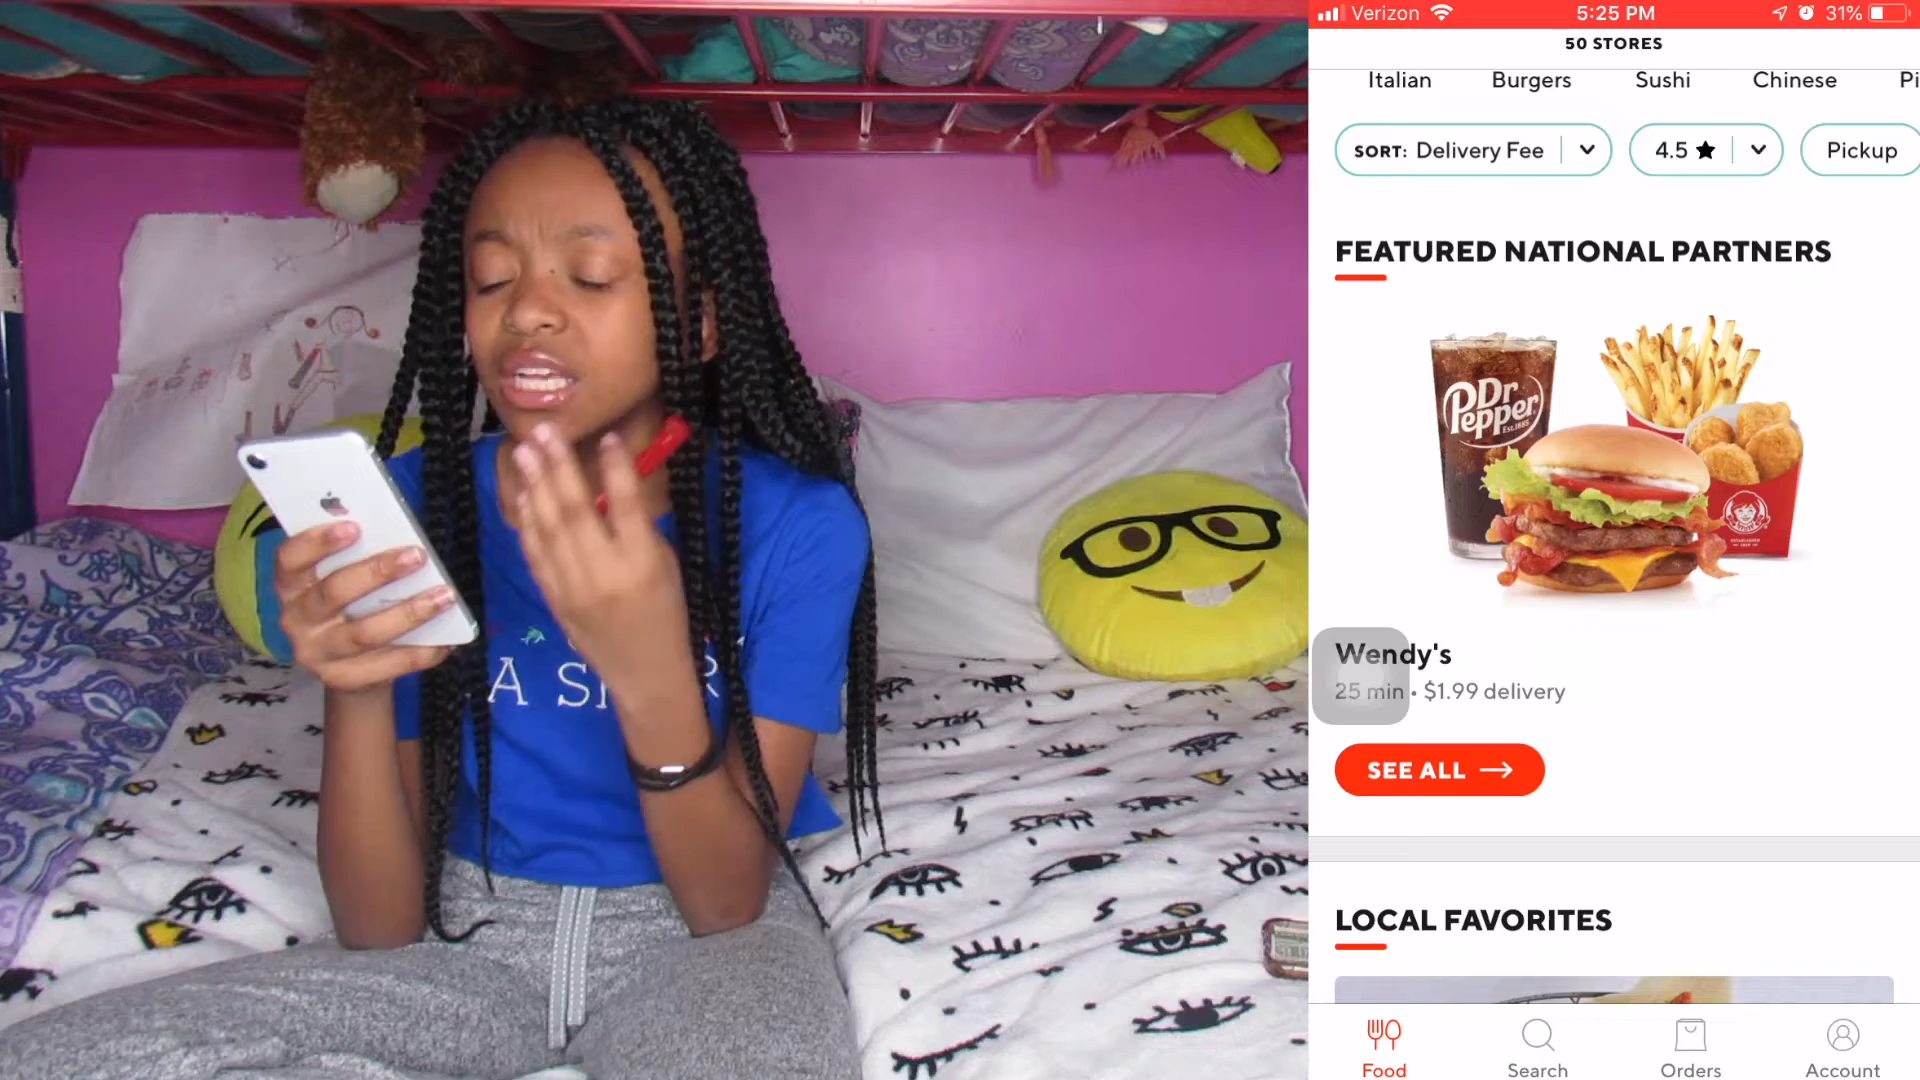 Verizon 5:25 PM 31%
50 STORES
Italian Burgers Sushi Chinese Pi
SORT: Delivery Fee 4.5 ★ Pickup
FEATURED NATIONAL PARTNERS
Dr
Pepper
Wendy's
25 min • $1.99 delivery
SEE ALL →
LOCAL FAVORITES
Food Search Orders Account